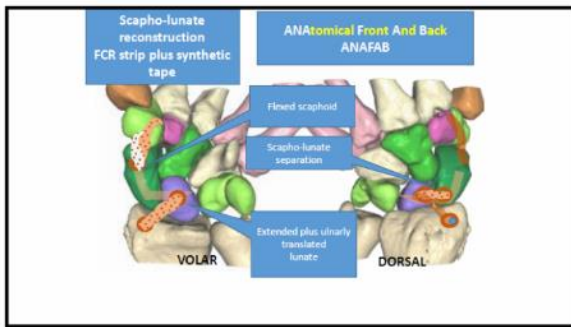 Scapho-lunate
reconstruction
FCR strip plus synthetic
tape
ANAtomical Front And Back
ANAFAB
Flexed scaphoid
Scapho-lunate
separation
Extended plus ulnarly
translated
lunate
VOLAR
DORSAL